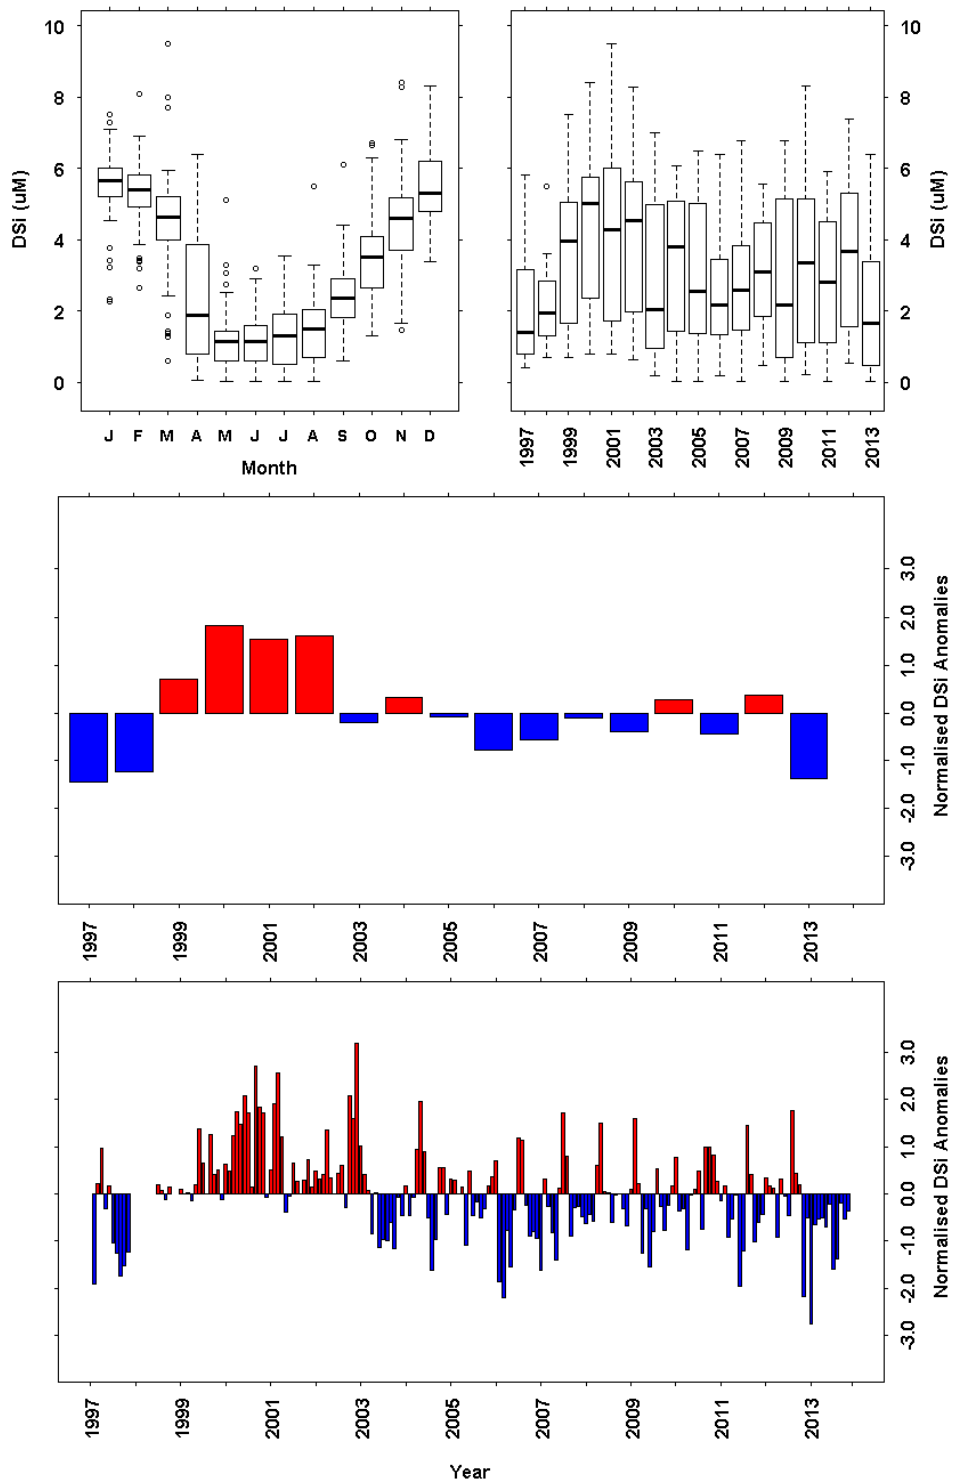 10
8
6
4
2
0
DSi (uM)
J F M A M J J A S O N D
Month
10
8
6
4
2
0
DSi (uM)
1997 1999 2001 2003 2005 2007 2009 2011 2013
3.0
2.0
1.0
0.0
-1.0
-2.0
-3.0
Normalised DSi Anomalies
1997 1999 2001 2003 2005 2007 2009 2011 2013
3.0
2.0
1.0
0.0
-1.0
-2.0
-3.0
Normalised DSi Anomalies
1997 1999 2001 2003 2005 2007 2009 2011 2013
Year